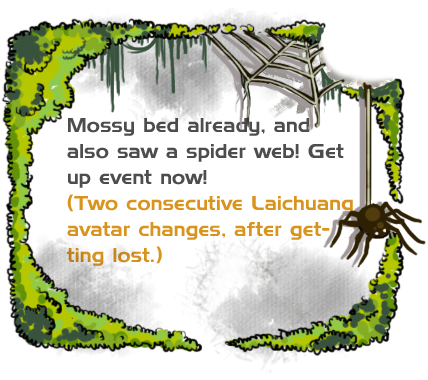 Mossy bed already, and
also saw a spider web! Get
up event now!
(Two consecutive Laichuang
avatar changes, after get-
ting lost.)